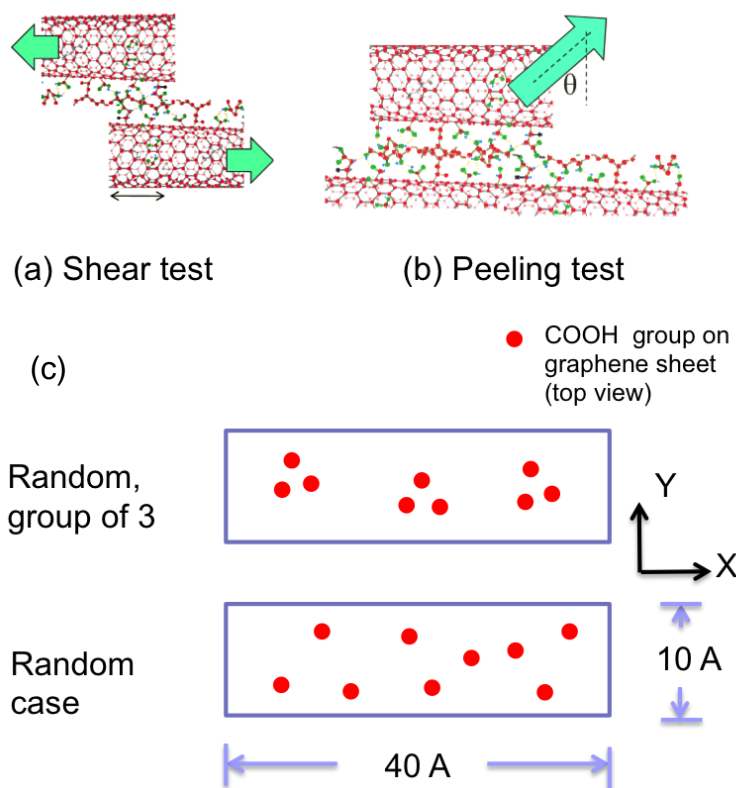 θ
(a) Shear test
(b) Peeling test
(c)
COOH group on
graphene sheet
(top view)
Random,
group of 3
Y
X
Random
case
10 A
40 A